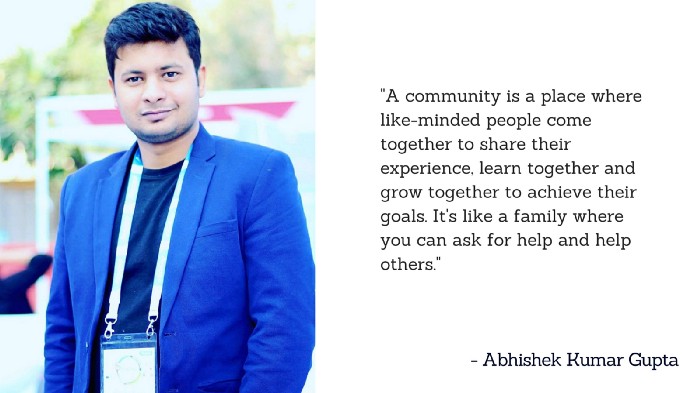 "A community is a place where
like-minded people come
together to share their
experience, learn together and
grow together to achieve their
goals. It's like a family where
you can ask for help and help
others."
- Abhishek Kumar Gupta